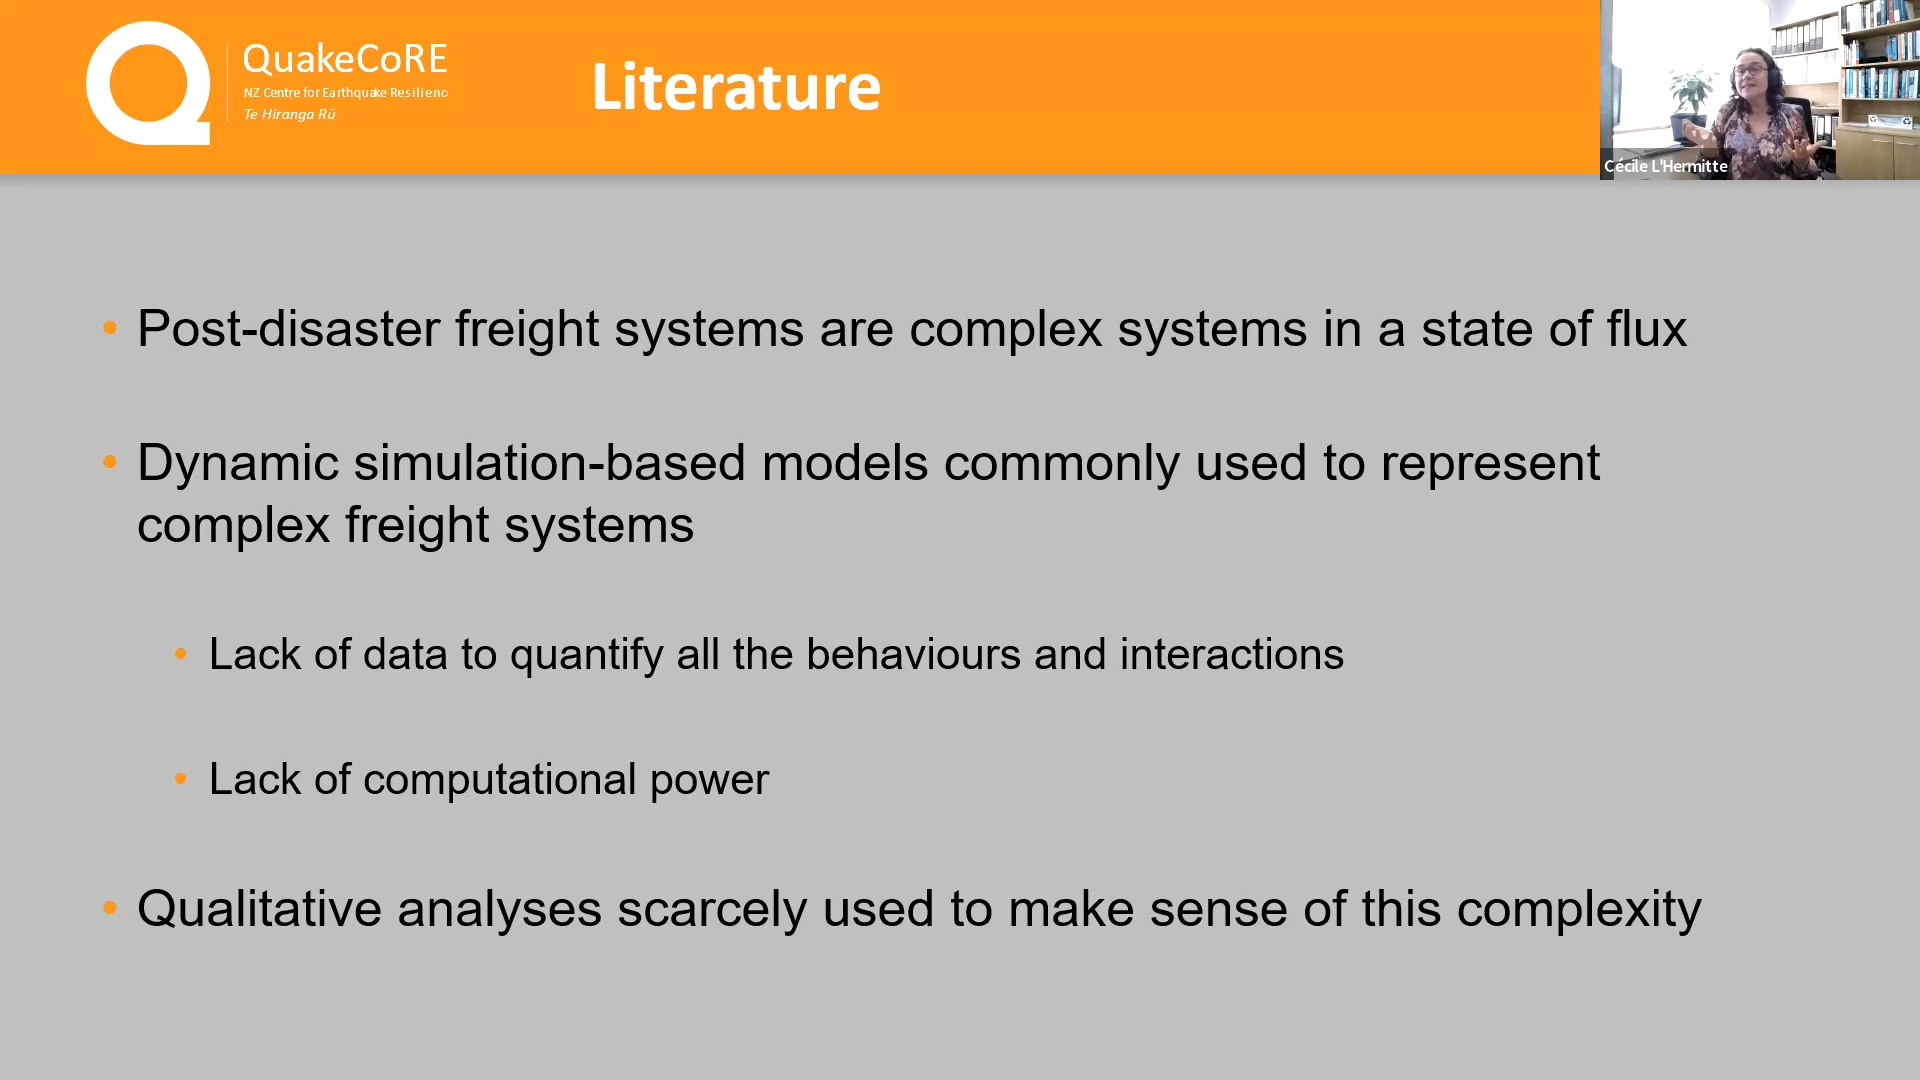 QuakeCoRE
NZ Centre for Earthquake Resilienc
Te Hiranga Rū
Literature
Cécile L'Hermitte
• Post-disaster freight systems are complex systems in a state of flux
• Dynamic simulation-based models commonly used to represent
complex freight systems
• Lack of data to quantify all the behaviours and interactions
• Lack of computational power
• Qualitative analyses scarcely used to make sense of this complexity